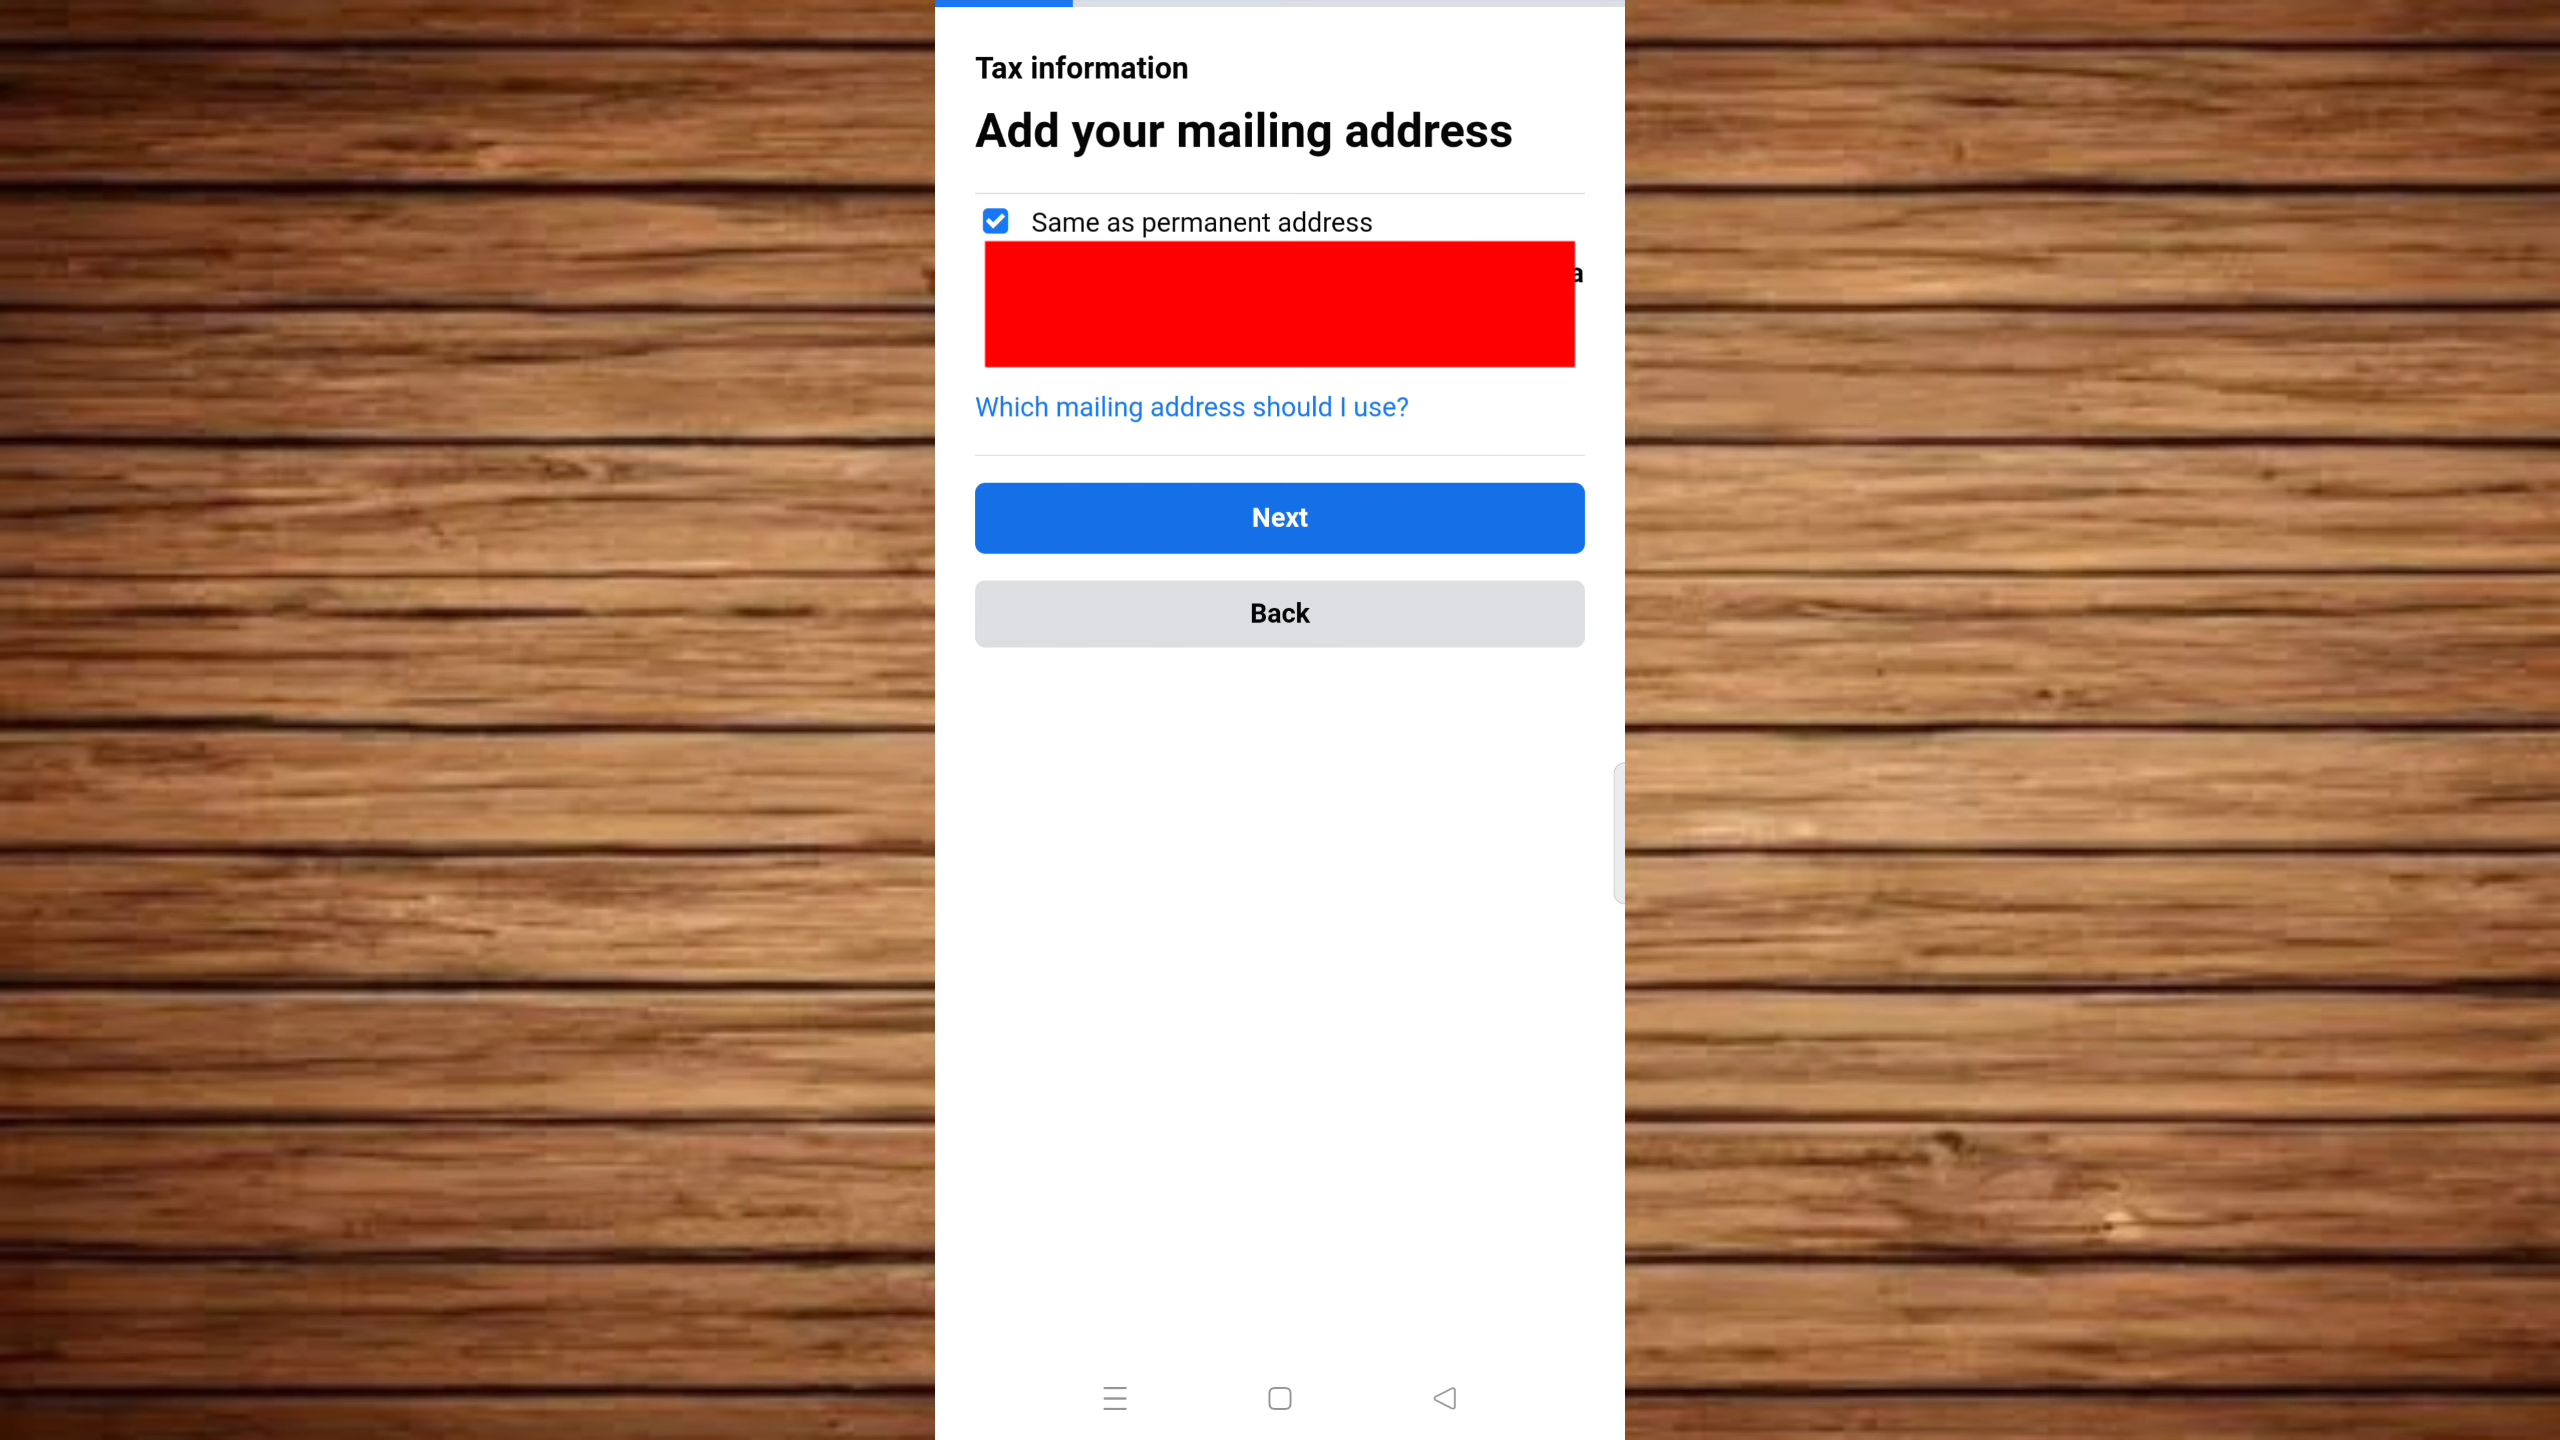 Tax information
Add your mailing address
Same as permanent address
a
Which mailing address should I use?
Next
Back